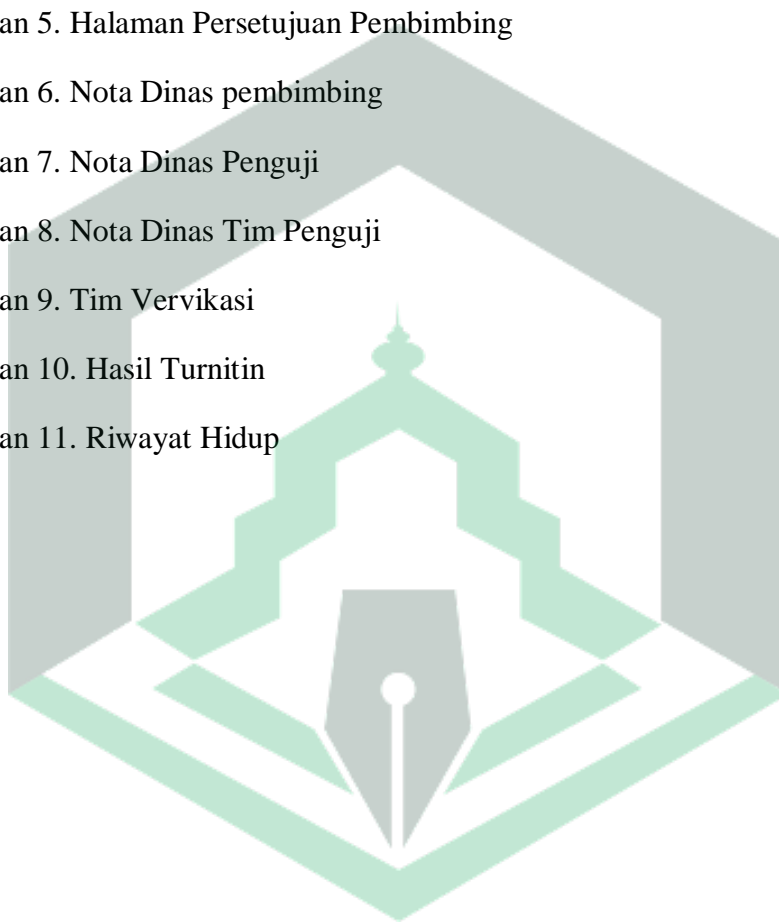 an 5. Halaman Persetujuan Pembimbing
an 6. Nota Dinas pembimbing
an 7. Nota Dinas Penguji
an 8. Nota Dinas Tim Penguji
an 9. Tim Vervikasi
an 10. Hasil Turnitin
an 11. Riwayat Hidup